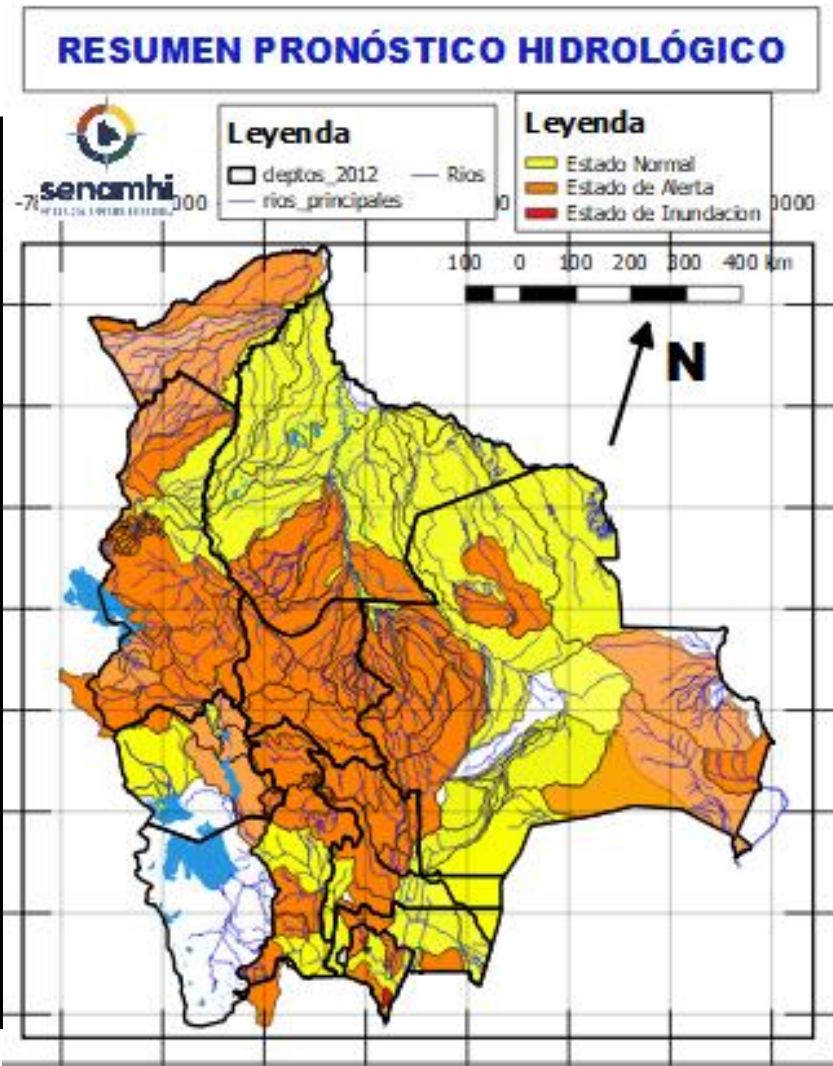 RESUMEN PRONÓSTICO HIDROLÓGICO
senamhi
Leyenda
deptos_2012
Rios
rios_principales
Leyenda
Estado Normal
Estado de Alerta
Estado de Inundacion
100 0 100 200 300 400 km
N